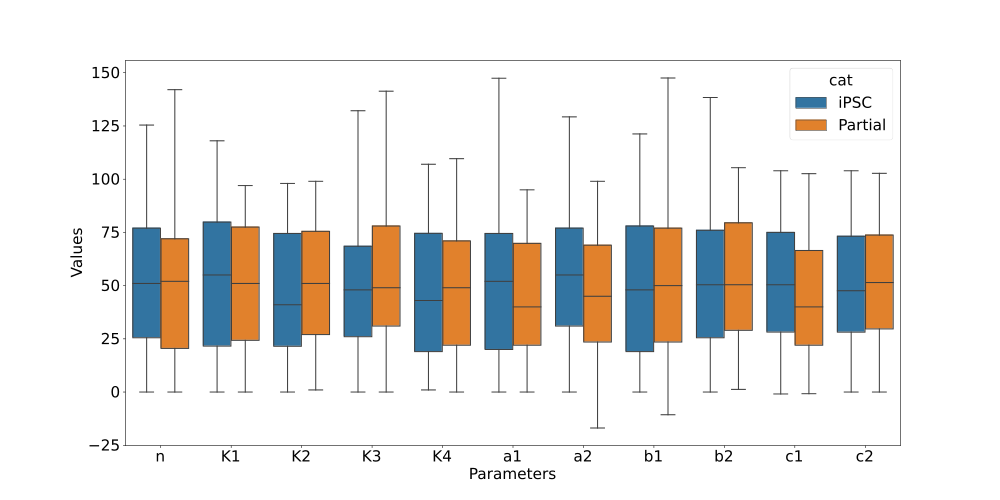 150
125
100
75
50
25
0
−25
Values
n K1 K2 K3 K4 a1 a2 b1 b2 c1 c2
Parameters
cat
iPSC
Partial